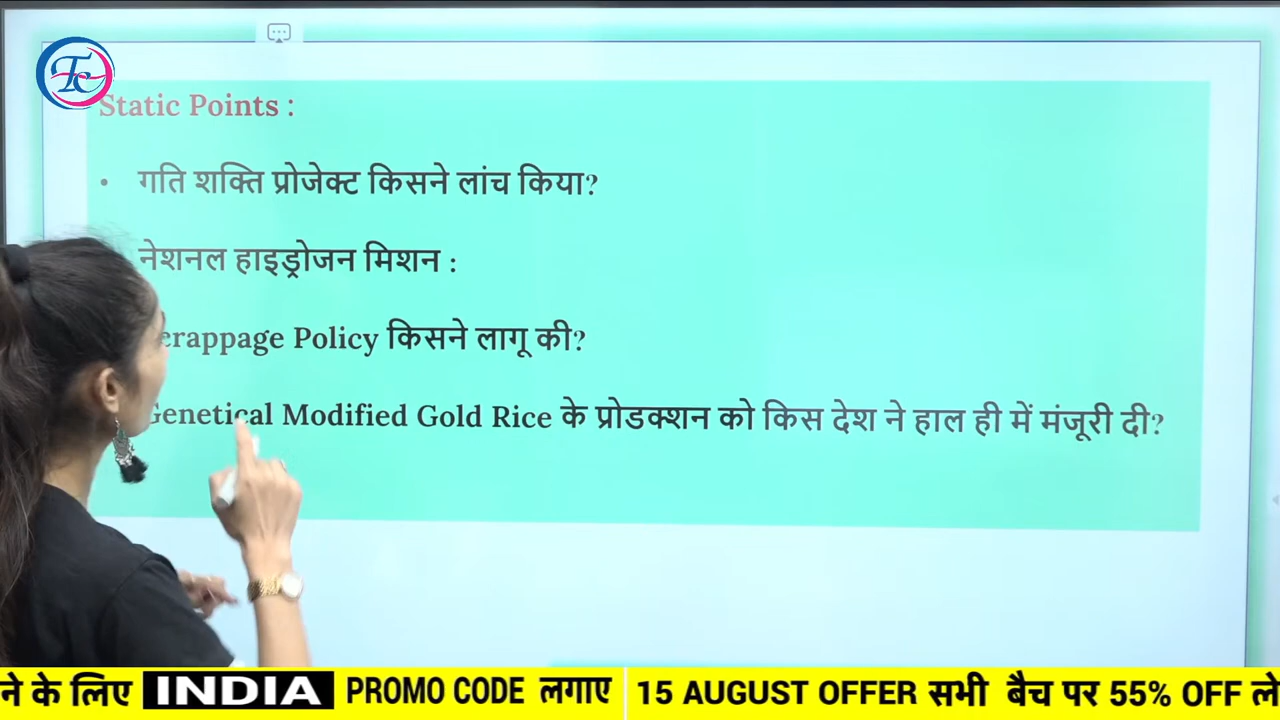 Tc
Static Points :
• गति शक्ति प्रोजेक्ट किसने लांच किया?
नेशनल हाइड्रोजन मिशन :
Policy किसने लागू की?
Genetical Modified Gold Rice के प्रोडक्शन को किस देश ने हाल ही में मंजूरी दी?
ने के लिए INDIA PROMO CODE लगाए 15 AUGUST OFFER सभी बैच पर 55% OFF ले